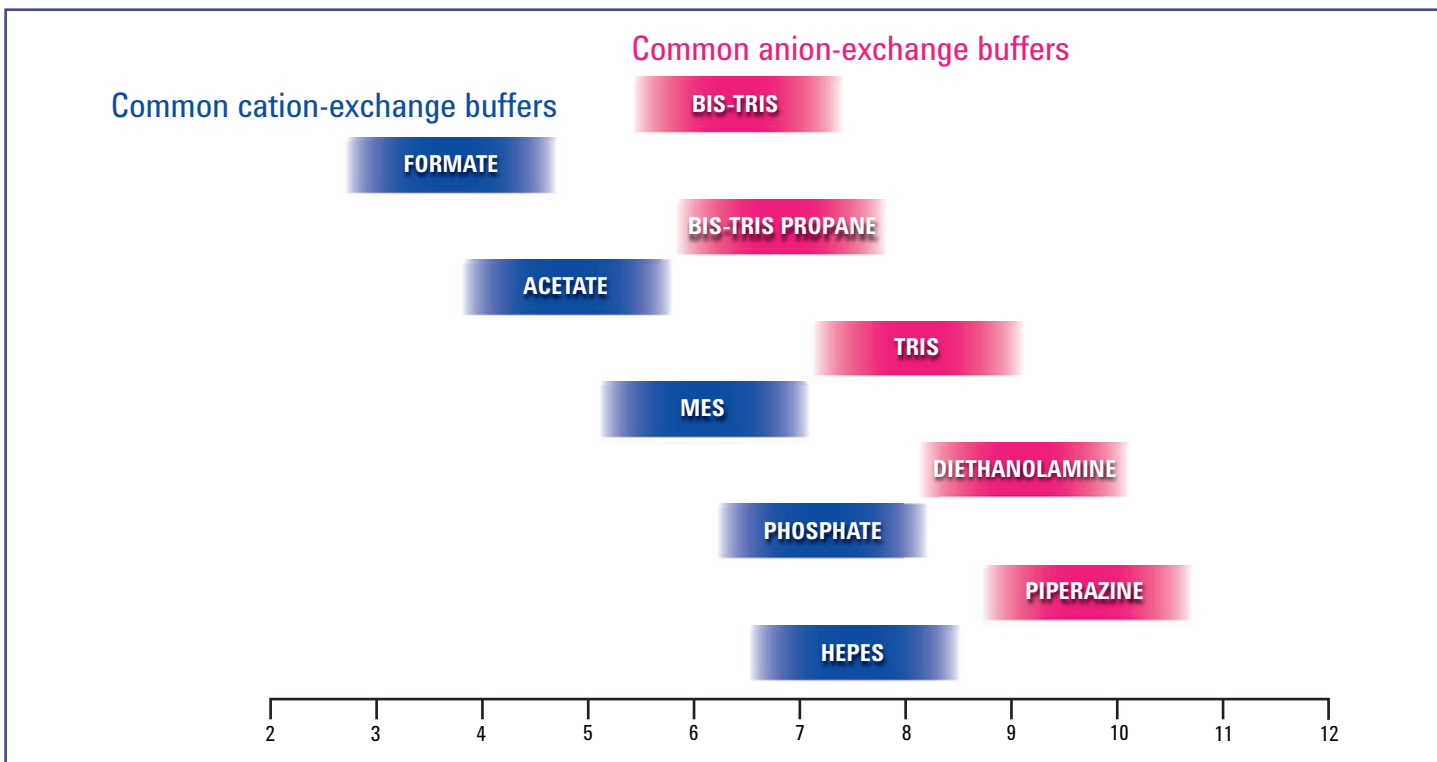 Common anion-exchange buffers
Common cation-exchange buffers
BIS-TRIS
FORMATE
BIS-TRIS PROPANE
ACETATE
TRIS
MES
DIETHANOLAMINE
PHOSPHATE
PIPERAZINE
HEPES
2 3 4 5 6 7 8 9 10 11 12